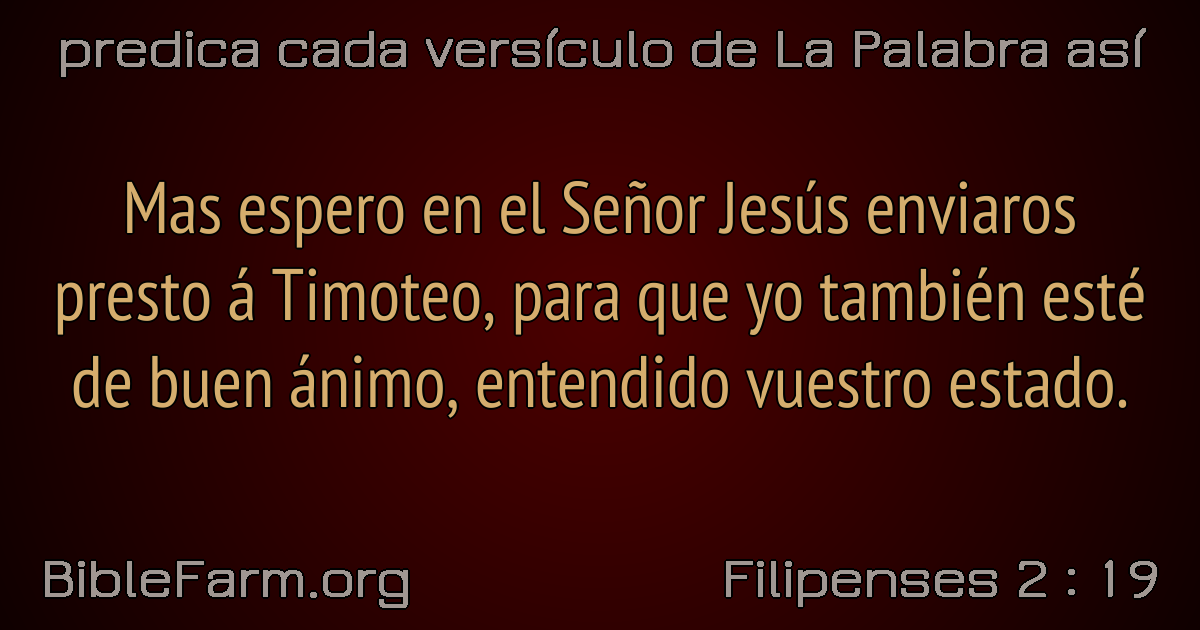 predica cada versículo de La Palabra así
Mas espero en el Señor Jesús enviaros
presto á Timoteo, para que yo también esté
de buen ánimo, entendido vuestro estado.
BibleFarm.org
Filipenses 2 : 19